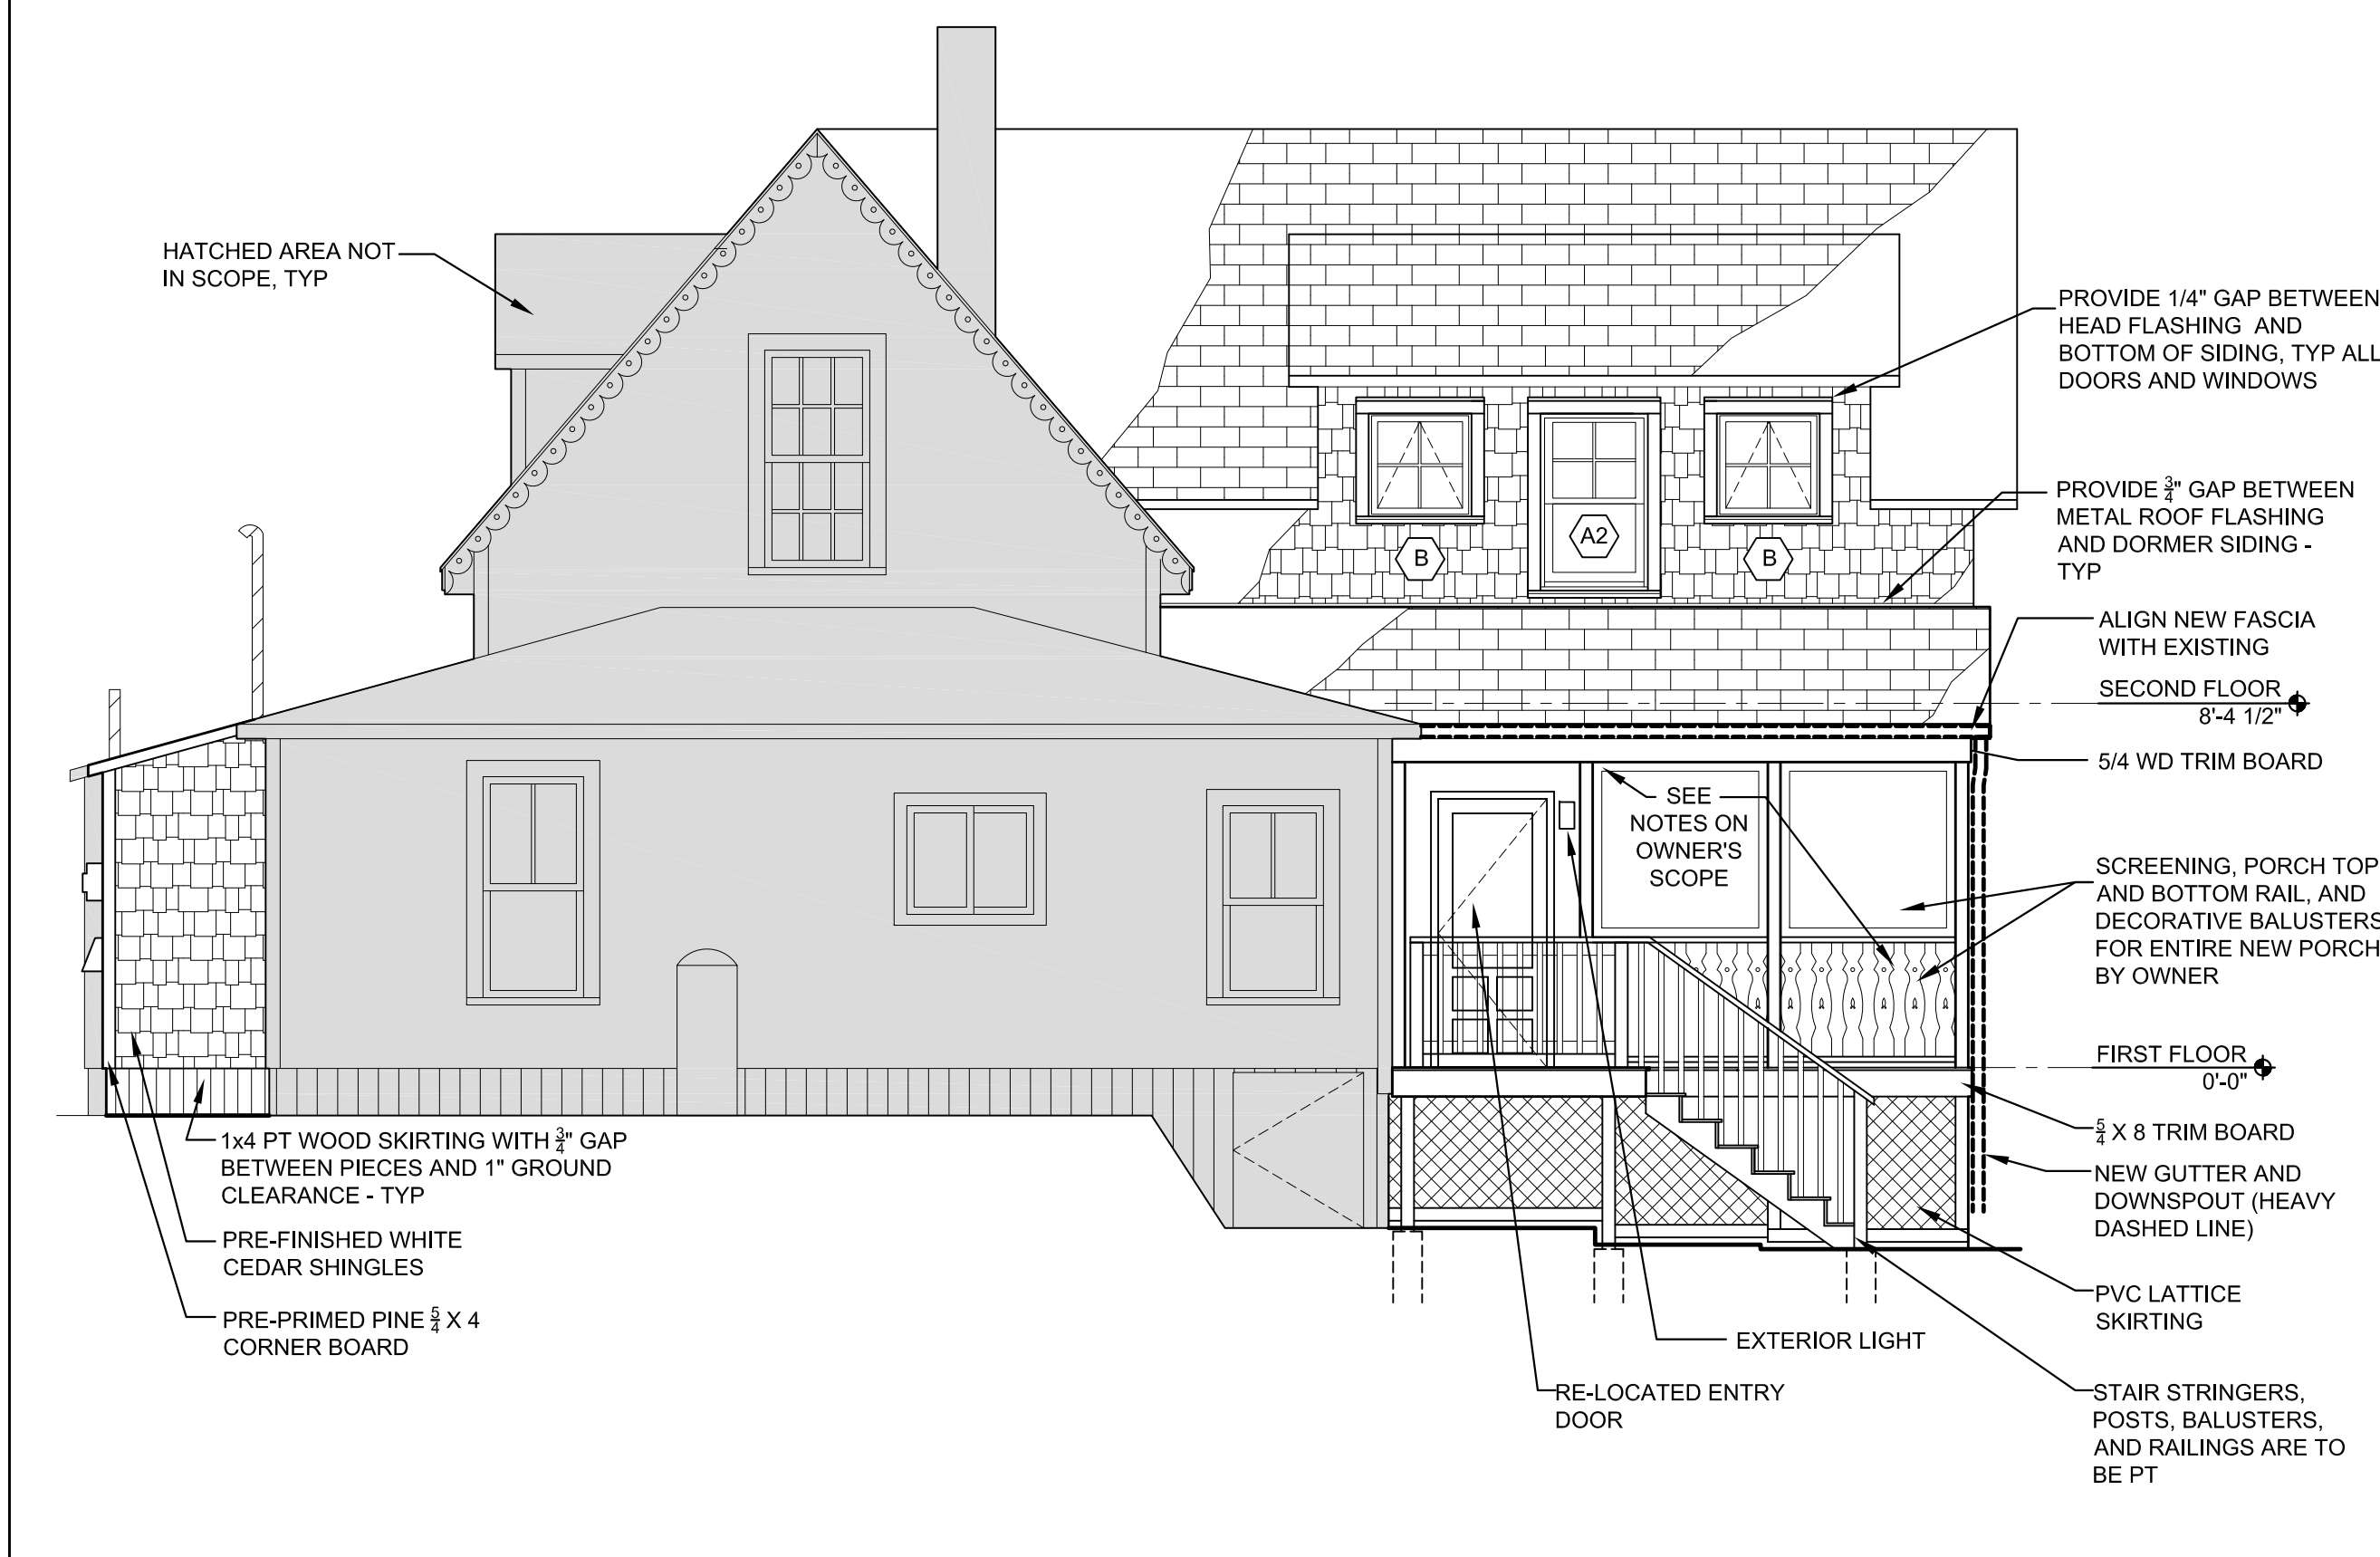 HATCHED AREA NOT
IN SCOPE, TYP
PROVIDE 1/4" GAP BETWEEN
HEAD FLASHING AND
BOTTOM OF SIDING, TYP ALL
DOORS AND WINDOWS
PROVIDE 3/4" GAP BETWEEN
METAL ROOF FLASHING
AND DORMER SIDING -
TYP
B
A2
B
ALIGN NEW FASCIA
WITH EXISTING
SECOND FLOOR
8'-4 1/2"
5/4 WD TRIM BOARD
SEE
NOTES ON
OWNER'S
SCOPE
SCREENING, PORCH TOP
AND BOTTOM RAIL, AND
DECORATIVE BALUSTERS
FOR ENTIRE NEW PORCH
BY OWNER
FIRST FLOOR
0'-0"
5/4 X 8 TRIM BOARD
NEW GUTTER AND
DOWNSPOUT (HEAVY
DASHED LINE)
PVC LATTICE
SKIRTING
STAIR STRINGERS,
POSTS, BALUSTERS,
AND RAILINGS ARE TO
BE PT
EXTERIOR LIGHT
RE-LOCATED ENTRY
DOOR
1x4 PT WOOD SKIRTING WITH 3/4" GAP
BETWEEN PIECES AND 1" GROUND
CLEARANCE - TYP
PRE-FINISHED WHITE
CEDAR SHINGLES
PRE-PRIMED PINE 5/4 X 4
CORNER BOARD